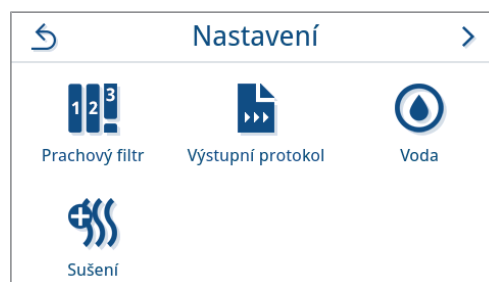 Nastavení
1 2 3
Prachový filtr
Výstupní protokol
Voda
Sušení